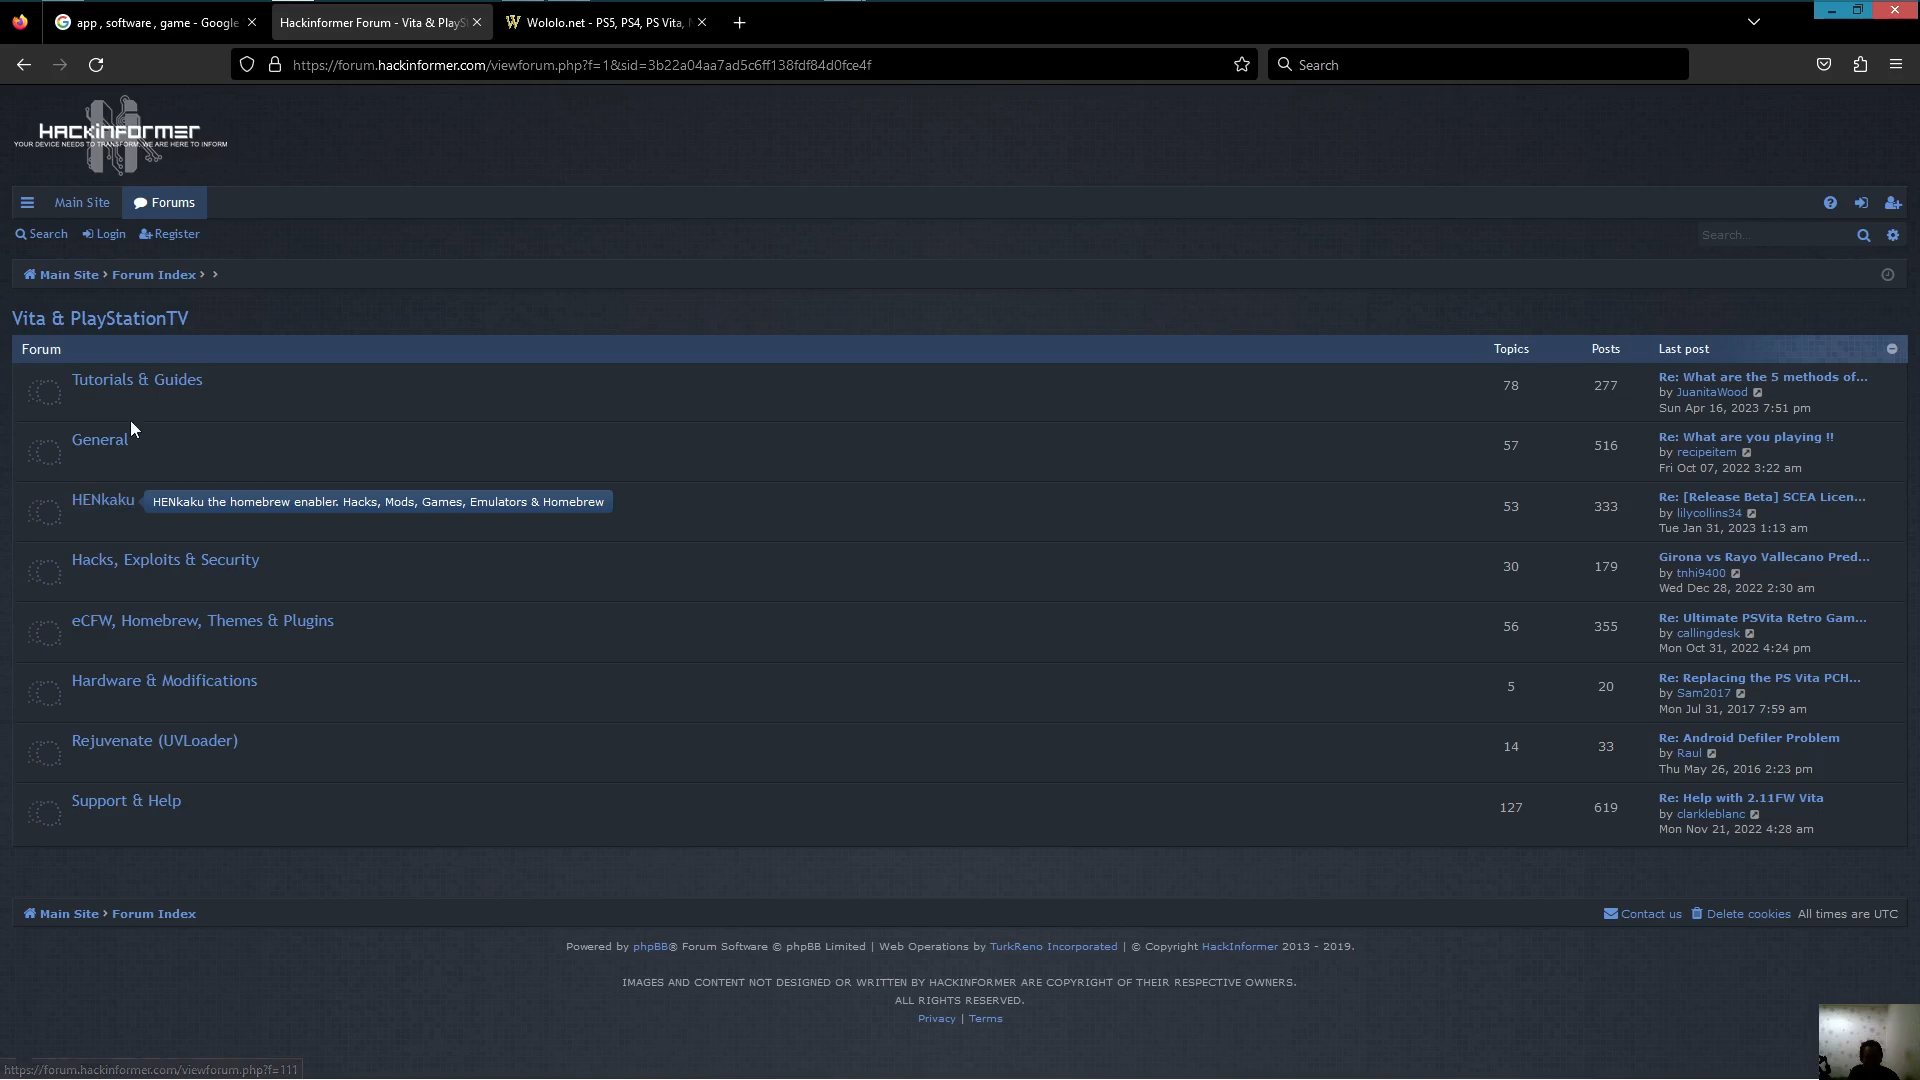 app , software , game - Google
Hackinformer Forum - Vita & PlayS
Wololo.net - PS5, PS4, PS Vita,
https://forum.hackinformer.com/viewforum.php?f=1&sid=3b22a04aa7ad5c6ff138fdf84d0fce4f
Search
HACKINFORMER
YOUR DEVICE NEEDS TO TRANSFORM, WE ARE HERE TO INFORM
Main Site Forums
Search Login Register
Search...
Main Site › Forum Index › ›
Vita & PlayStationTV
Forum Topics Posts Last post
Tutorials & Guides 78 277 Re: What are the 5 methods of...
by JuanitaWood
Sun Apr 16, 2023 7:51 pm
General 57 516 Re: What are you playing !!
by recipeitem
Fri Oct 07, 2022 3:22 am
HENkaku HENkaku the homebrew enabler. Hacks, Mods, Games, Emulators & Homebrew 53 333 Re: [Release Beta] SCEA Licen...
by lilycollins34
Tue Jan 31, 2023 1:13 am
Hacks, Exploits & Security 30 179 Girona vs Rayo Vallecano Pred...
by tnhi9400
Wed Dec 28, 2022 2:30 am
eCFW, Homebrew, Themes & Plugins 56 355 Re: Ultimate PSVita Retro Gam...
by callingdesk
Mon Oct 31, 2022 4:24 pm
Hardware & Modifications 5 20 Re: Replacing the PS Vita PCH...
by Sam2017
Mon Jul 31, 2017 7:59 am
Rejuvenate (UVLoader) 14 33 Re: Android Defiler Problem
by Raul
Thu May 26, 2016 2:23 pm
Support & Help 127 619 Re: Help with 2.11FW Vita
by clarkleblanc
Mon Nov 21, 2022 4:28 am
Main Site › Forum Index Contact us Delete cookies All times are UTC
Powered by phpBB® Forum Software © phpBB Limited | Web Operations by TurkReno Incorporated | © Copyright HackInformer 2013 - 2019.
IMAGES AND CONTENT NOT DESIGNED OR WRITTEN BY HACKINFORMER ARE COPYRIGHT OF THEIR RESPECTIVE OWNERS.
ALL RIGHTS RESERVED.
Privacy | Terms
https://forum.hackinformer.com/viewforum.php?f=111